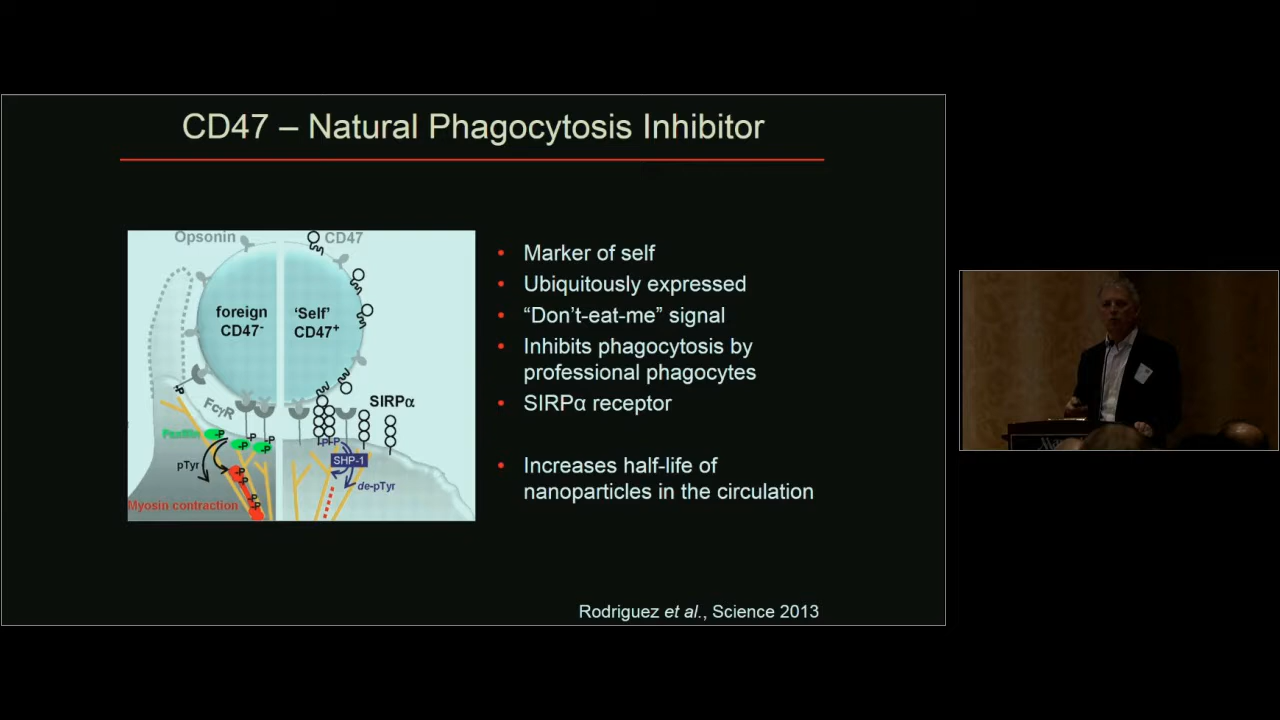 CD47 – Natural Phagocytosis Inhibitor
Opsonin
CD47
foreign
CD47-
‘Self’
CD47+
FcγR
SIRPα
Paxillin
-P
-P
-P
-P
-P
-P
-P
-P
-P
pTyr
SHP-1
de-pTyr
Myosin contraction
• Marker of self
• Ubiquitously expressed
• “Don’t-eat-me” signal
• Inhibits phagocytosis by
professional phagocytes
• SIRPα receptor
• Increases half-life of
nanoparticles in the circulation
Rodriguez et al., Science 2013